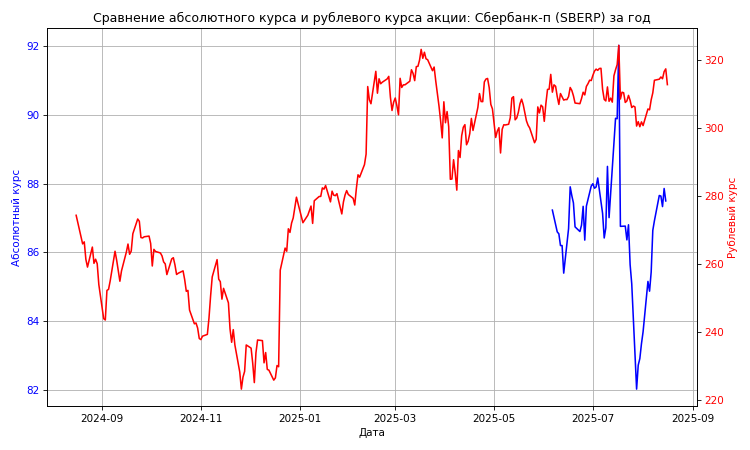 Сравнение абсолютного курса и рублевого курса акции: Сбербанк-п (SBERP) за год
92
90
88
86
84
82
Абсолютный курс
320
300
280
260
240
220
Рублевый курс
2024-09 2024-11 2025-01 2025-03 2025-05 2025-07 2025-09
Дата